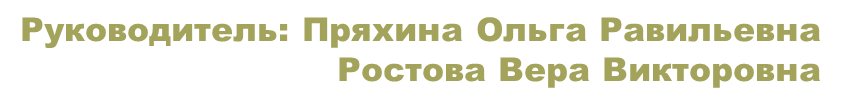 Руководитель: Пряхина Ольга Равильевна
Ростова Вера Викторовна